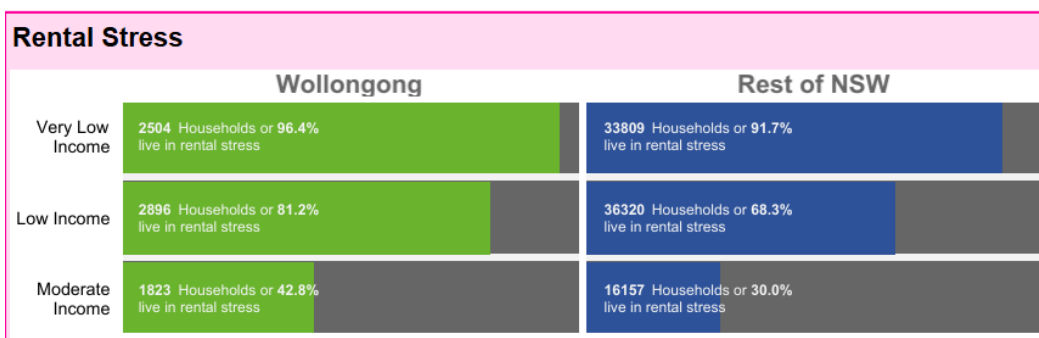 Rental Stress
Wollongong
Rest of NSW
Very Low
Income
2504 Households or 96.4%
live in rental stress
33809 Households or 91.7%
live in rental stress
Low Income
2896 Households or 81.2%
live in rental stress
36320 Households or 68.3%
live in rental stress
Moderate
Income
1823 Households or 42.8%
live in rental stress
16157 Households or 30.0%
live in rental stress